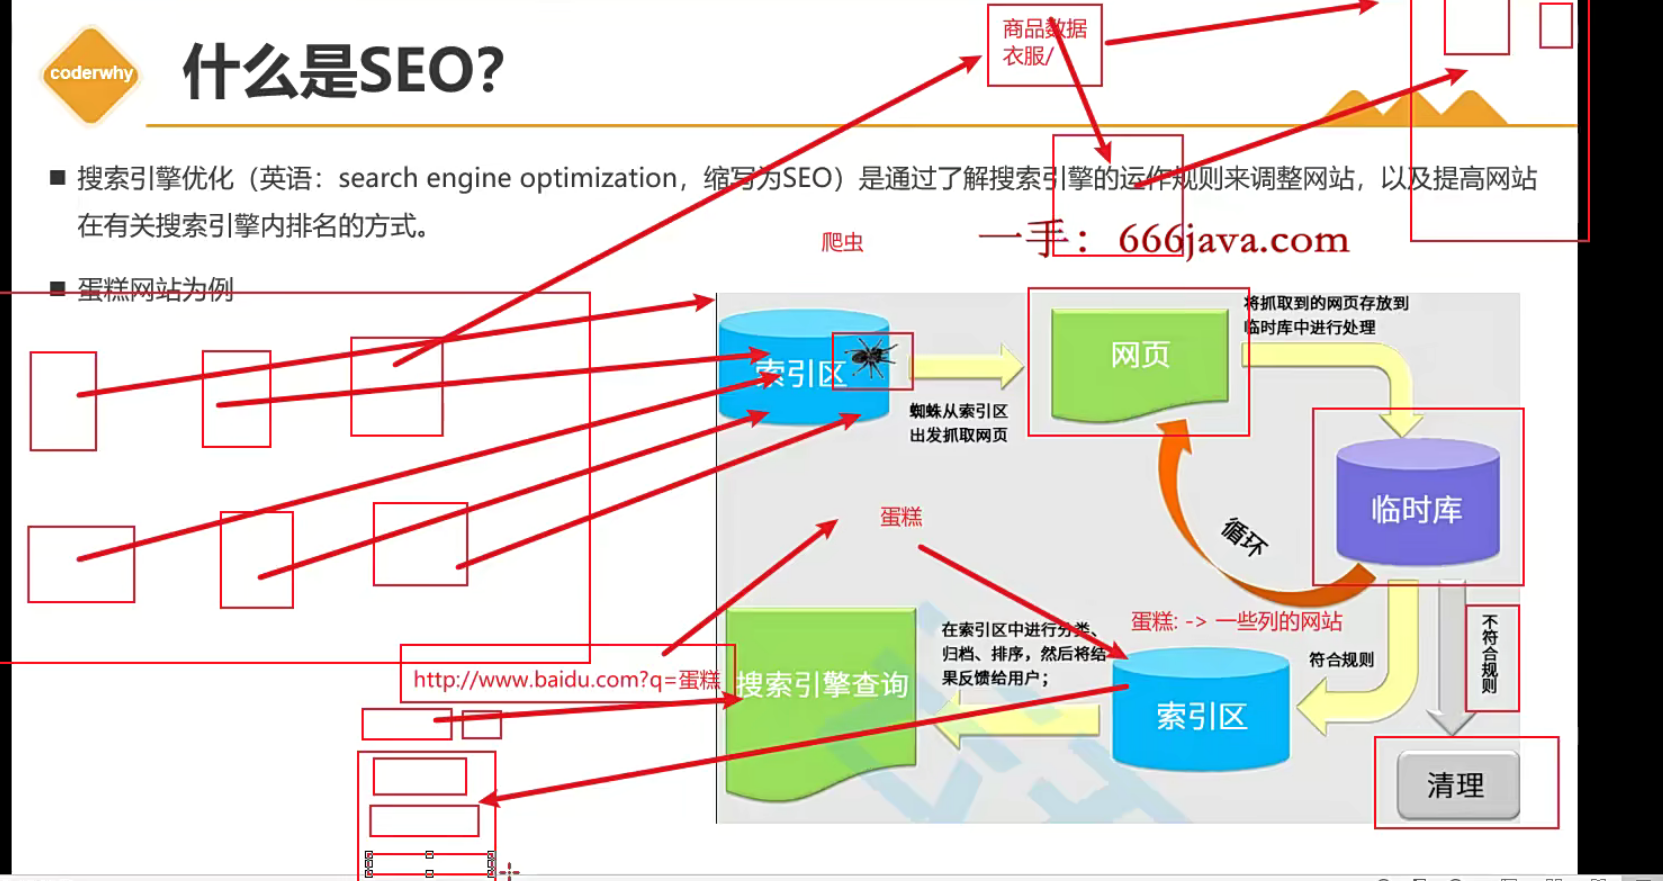 商品数据
衣服/
coderwhy
什么是SEO?
搜索引擎优化（英语：search engine optimization，缩写为SEO）是通过了解搜索引擎的运作规则来调整网站，以及提高网站
在有关搜索引擎内排名的方式。
爬虫
一手：666java.com
蛋糕网站为例
将抓取到的网页存放到
临时库中进行处理
索引区
网页
蜘蛛从索引区
出发抓取网页
临时库
循环
蛋糕
蛋糕: -> 一些列的网站
在索引区中进行分类、
归档、排序，然后将结
果反馈给用户；
符合规则
不符合规则
http://www.baidu.com?q=蛋糕
搜索引擎查询
索引区
清理